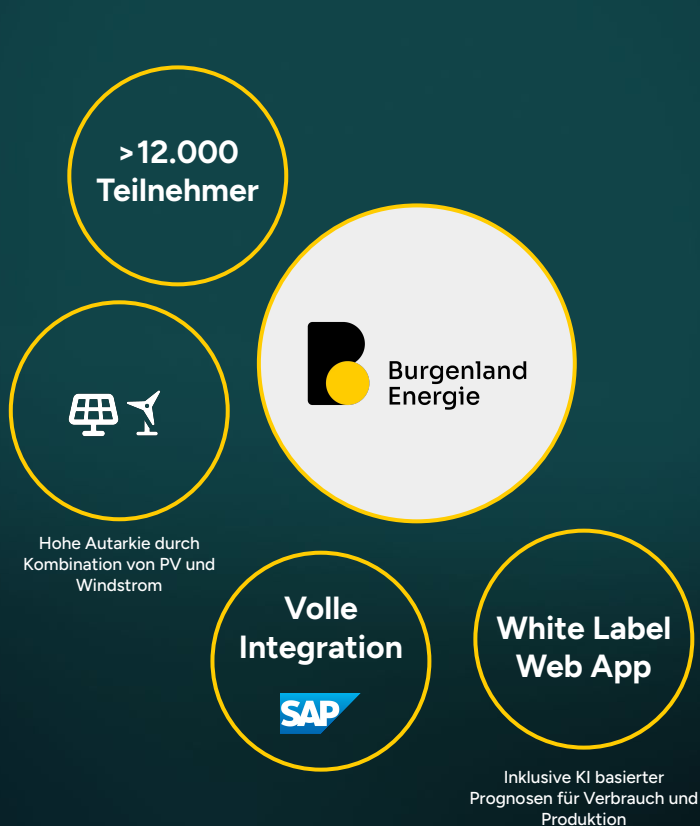 >12.000
Teilnehmer
Burgenland
Energie
Hohe Autarkie durch
Kombination von PV und
Windstrom
Volle
Integration
SAP
White Label
Web App
Inklusive KI basierter
Prognosen für Verbrauch und
Produktion